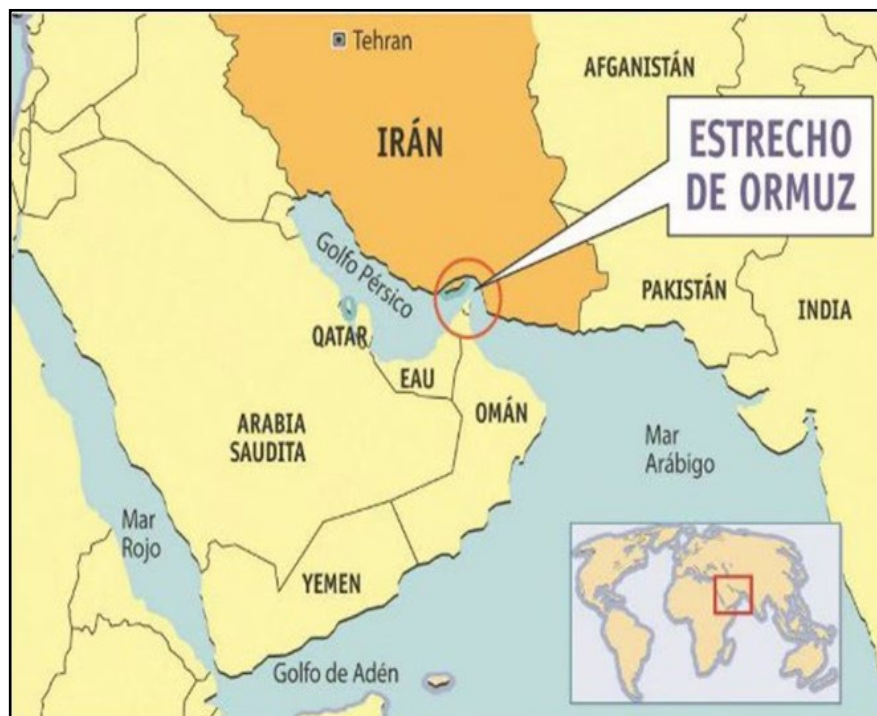 Tehran
AFGANISTÁN
IRÁN
ESTRECHO
DE ORMUZ
Golfo Pérsico
PAKISTÁN
INDIA
QATAR
EAU
OMÁN
ARABIA
SAUDITA
Mar
Arábigo
Mar
Rojo
YEMEN
Golfo de Adén